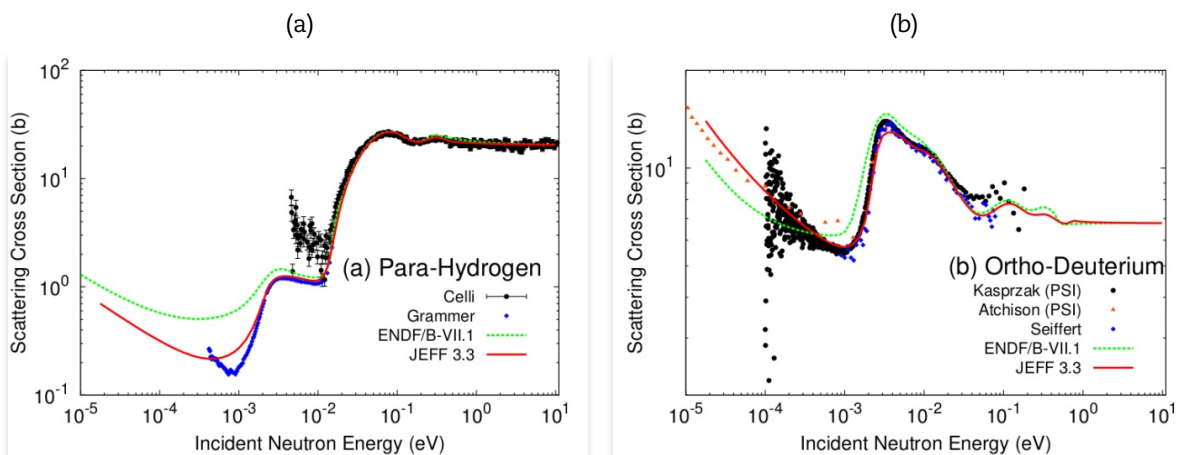 (a)
(b)
Scattering Cross Section (b)
10^2
10^1
10^0
10^-1
10^-5
10^-4
10^-3
10^-2
10^-1
10^0
10^1
Incident Neutron Energy (eV)
(a) Para-Hydrogen
Celli
Grammer
ENDF/B-VII.1
JEFF 3.3
Scattering Cross Section (b)
10^1
10^-5
10^-4
10^-3
10^-2
10^-1
10^0
10^1
Incident Neutron Energy (eV)
(b) Ortho-Deuterium
Kasprzak (PSI)
Atchison (PSI)
Seiffert
ENDF/B-VII.1
JEFF 3.3